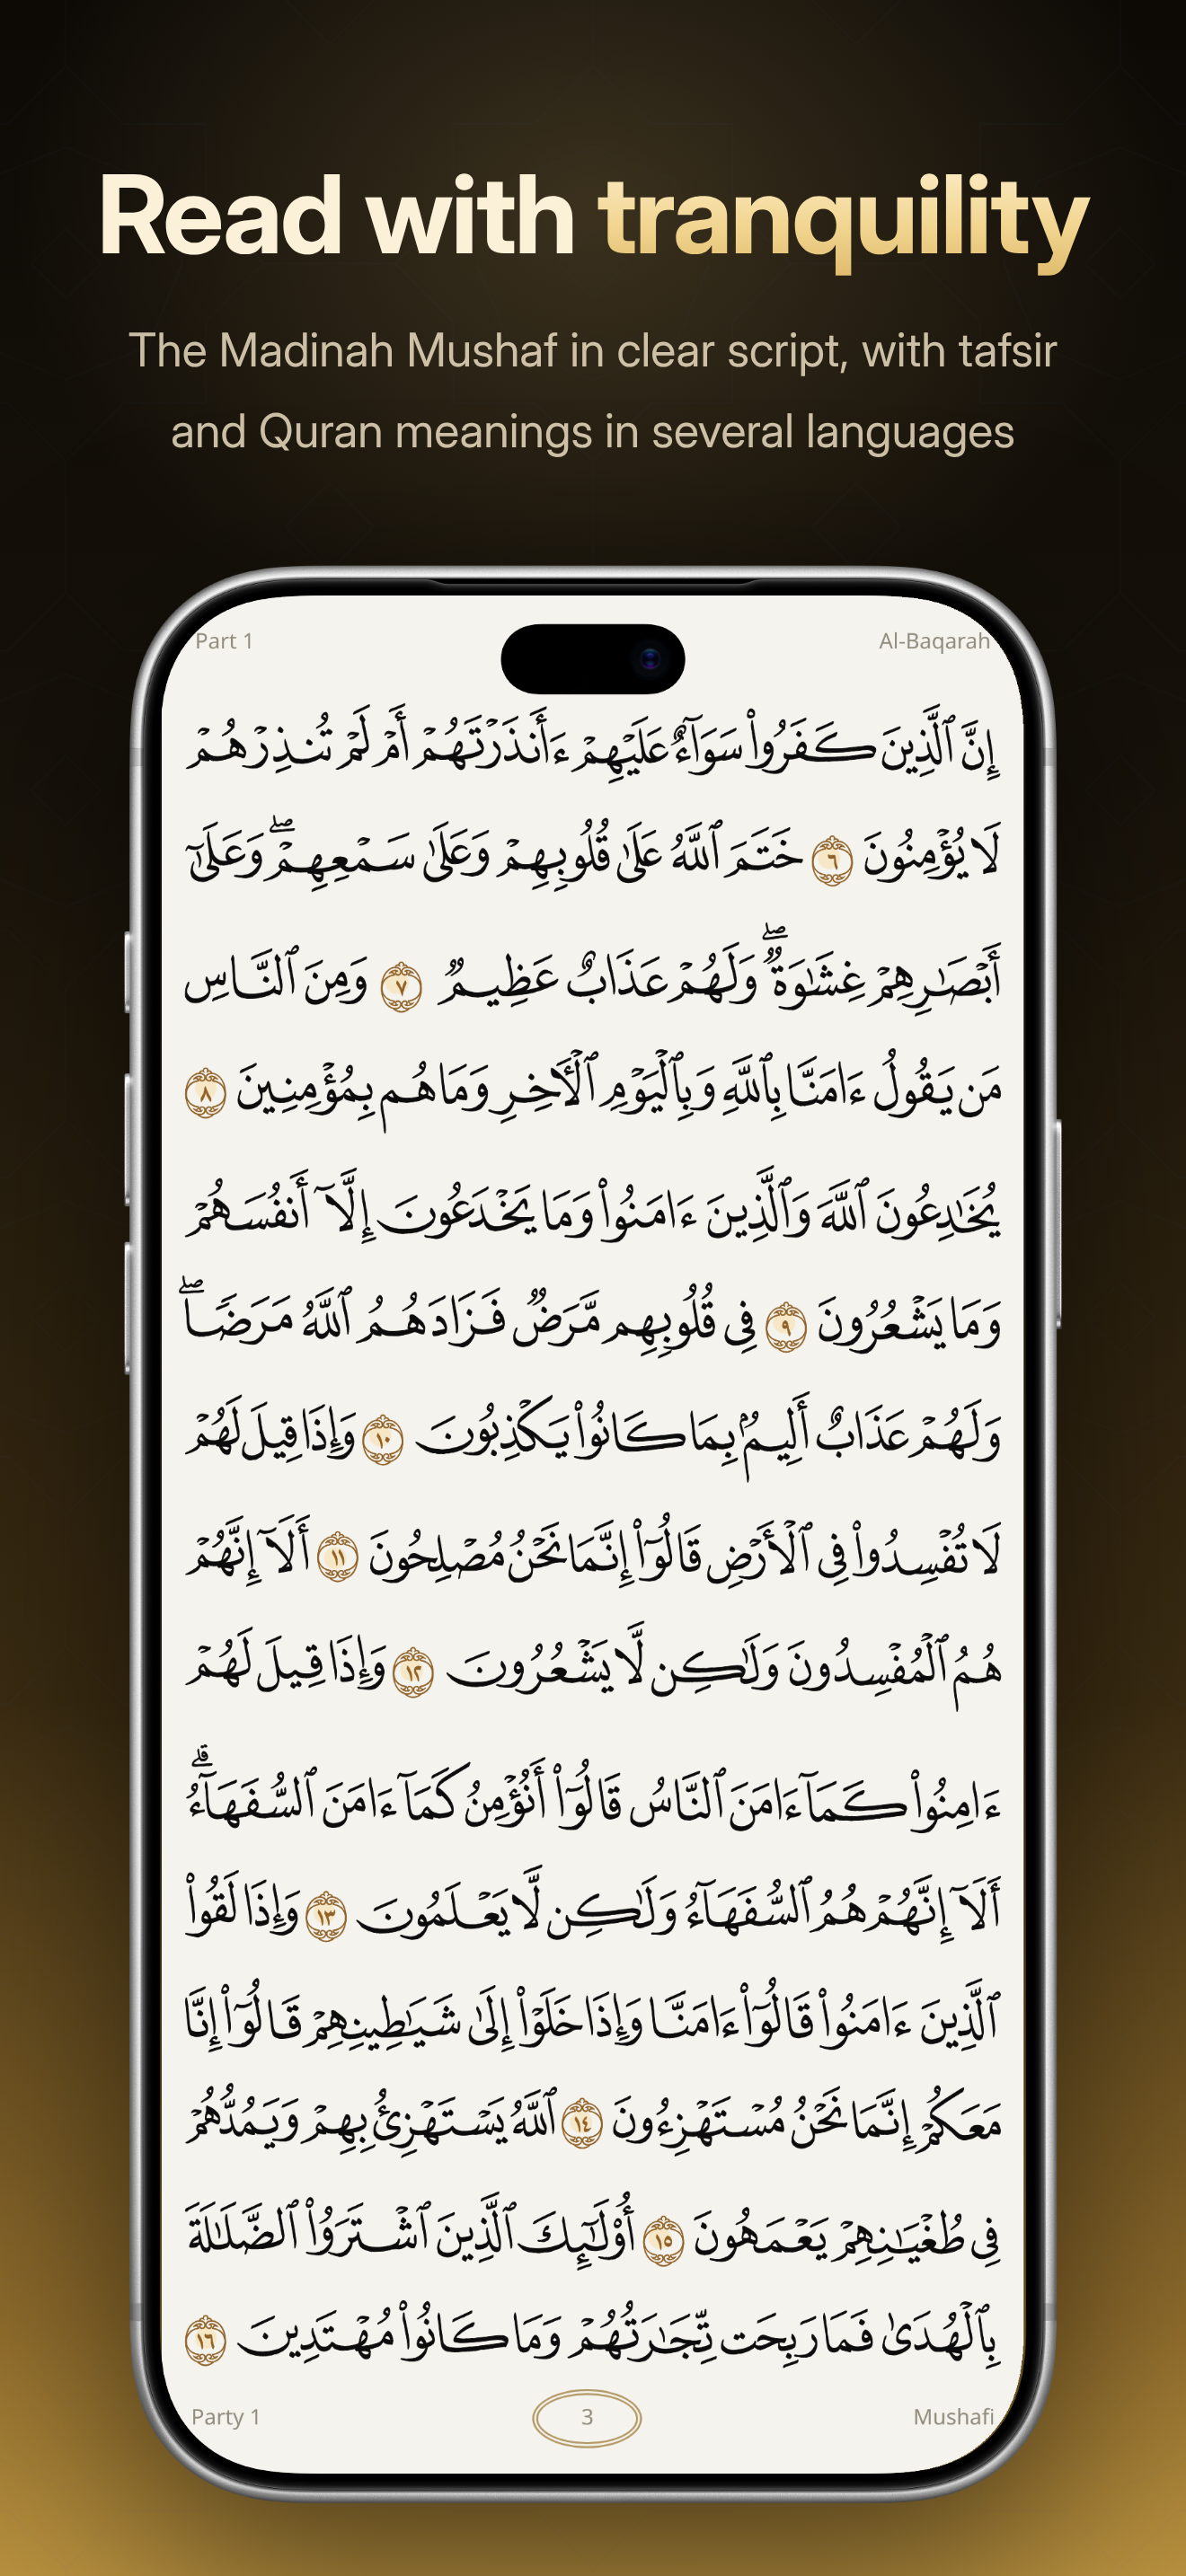 Read with tranquility
The Madinah Mushaf in clear script, with tafsir
and Quran meanings in several languages
Part 1
Al-Baqarah
إِنَّ ٱلَّذِينَ كَفَرُوا۟ سَوَآءٌ عَلَيْهِمْ ءَأَنذَرْتَهُمْ أَمْ لَمْ تُنذِرْهُمْ
لَا يُؤْمِنُونَ ٦ خَتَمَ ٱللَّهُ عَلَىٰ قُلُوبِهِمْ وَعَلَىٰ سَمْعِهِمْ ۖ وَعَلَىٰٓ
أَبْصَـٰرِهِمْ غِشَـٰوَةٌ ۖ وَلَهُمْ عَذَابٌ عَظِيمٌ ٧ وَمِنَ ٱلنَّاسِ
مَن يَقُولُ ءَامَنَّا بِٱللَّهِ وَبِٱلْيَوْمِ ٱلْـَٔاخِرِ وَمَا هُم بِمُؤْمِنِينَ ٨
يُخَـٰدِعُونَ ٱللَّهَ وَٱلَّذِينَ ءَامَنُوا۟ وَمَا يَخْدَعُونَ إِلَّآ أَنفُسَهُمْ
وَمَا يَشْعُرُونَ ٩ فِى قُلُوبِهِم مَّرَضٌ فَزَادَهُمُ ٱللَّهُ مَرَضًا ۖ
وَلَهُمْ عَذَابٌ أَلِيمٌۢ بِمَا كَانُوا۟ يَكْذِبُونَ ١٠ وَإِذَا قِيلَ لَهُمْ
لَا تُفْسِدُوا۟ فِى ٱلْأَرْضِ قَالُوٓا۟ إِنَّمَا نَحْنُ مُصْلِحُونَ ١١ أَلَآ إِنَّهُمْ
هُمُ ٱلْمُفْسِدُونَ وَلَـٰكِن لَّا يَشْعُرُونَ ١٢ وَإِذَا قِيلَ لَهُمْ
ءَامِنُوا۟ كَمَآ ءَامَنَ ٱلنَّاسُ قَالُوٓا۟ أَنُؤْمِنُ كَمَآ ءَامَنَ ٱلسُّفَهَآءُ ۗ
أَلَآ إِنَّهُمْ هُمُ ٱلسُّفَهَآءُ وَلَـٰكِن لَّا يَعْلَمُونَ ١٣ وَإِذَا لَقُوا۟
ٱلَّذِينَ ءَامَنُوا۟ قَالُوٓا۟ ءَامَنَّا وَإِذَا خَلَوْا۟ إِلَىٰ شَيَـٰطِينِهِمْ قَالُوٓا۟ إِنَّا
مَعَكُمْ إِنَّمَا نَحْنُ مُسْتَهْزِءُونَ ١٤ ٱللَّهُ يَسْتَهْزِئُ بِهِمْ وَيَمُدُّهُمْ
فِى طُغْيَـٰنِهِمْ يَعْمَهُونَ ١٥ أُو۟لَـٰٓئِكَ ٱلَّذِينَ ٱشْتَرَوُا۟ ٱلضَّلَـٰلَةَ
بِٱلْهُدَىٰ فَمَا رَبِحَت تِّجَـٰرَتُهُمْ وَمَا كَانُوا۟ مُهْتَدِينَ ١٦
Party 1
3
Mushafi